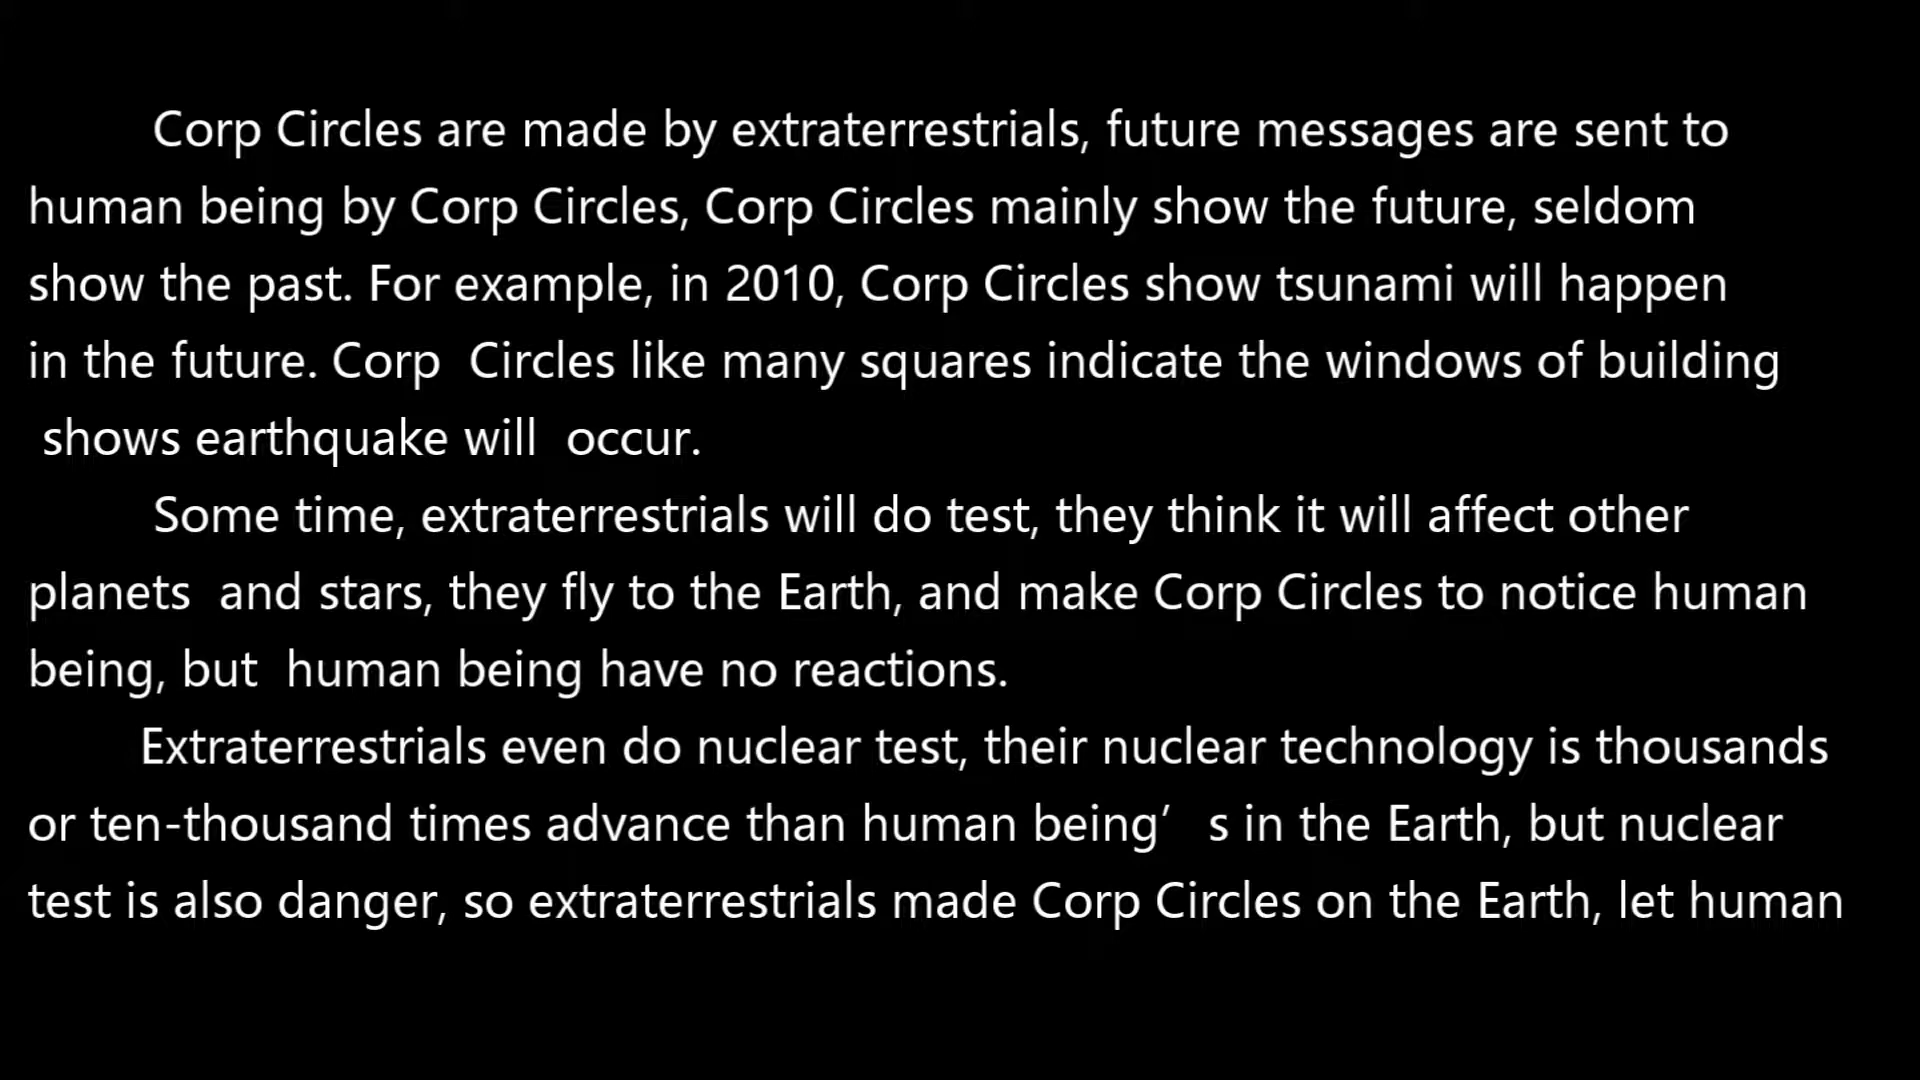 Corp Circles are made by extraterrestrials, future messages are sent to
human being by Corp Circles, Corp Circles mainly show the future, seldom
show the past. For example, in 2010, Corp Circles show tsunami will happen
in the future. Corp  Circles like many squares indicate the windows of building
shows earthquake will  occur.
Some time, extraterrestrials will do test, they think it will affect other
planets  and stars, they fly to the Earth, and make Corp Circles to notice human
being, but  human being have no reactions.
Extraterrestrials even do nuclear test, their nuclear technology is thousands
or ten-thousand times advance than human being’ s in the Earth, but nuclear
test is also danger, so extraterrestrials made Corp Circles on the Earth, let human